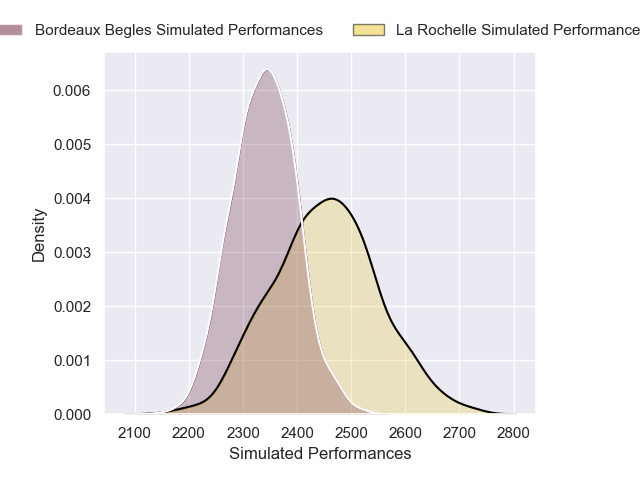 Bordeaux Begles Simulated Performances
La Rochelle Simulated Performance
0.006
0.005
0.004
0.003
0.002
0.001
0.000
Density
2100 2200 2300 2400 2500 2600 2700 2800
Simulated Performances